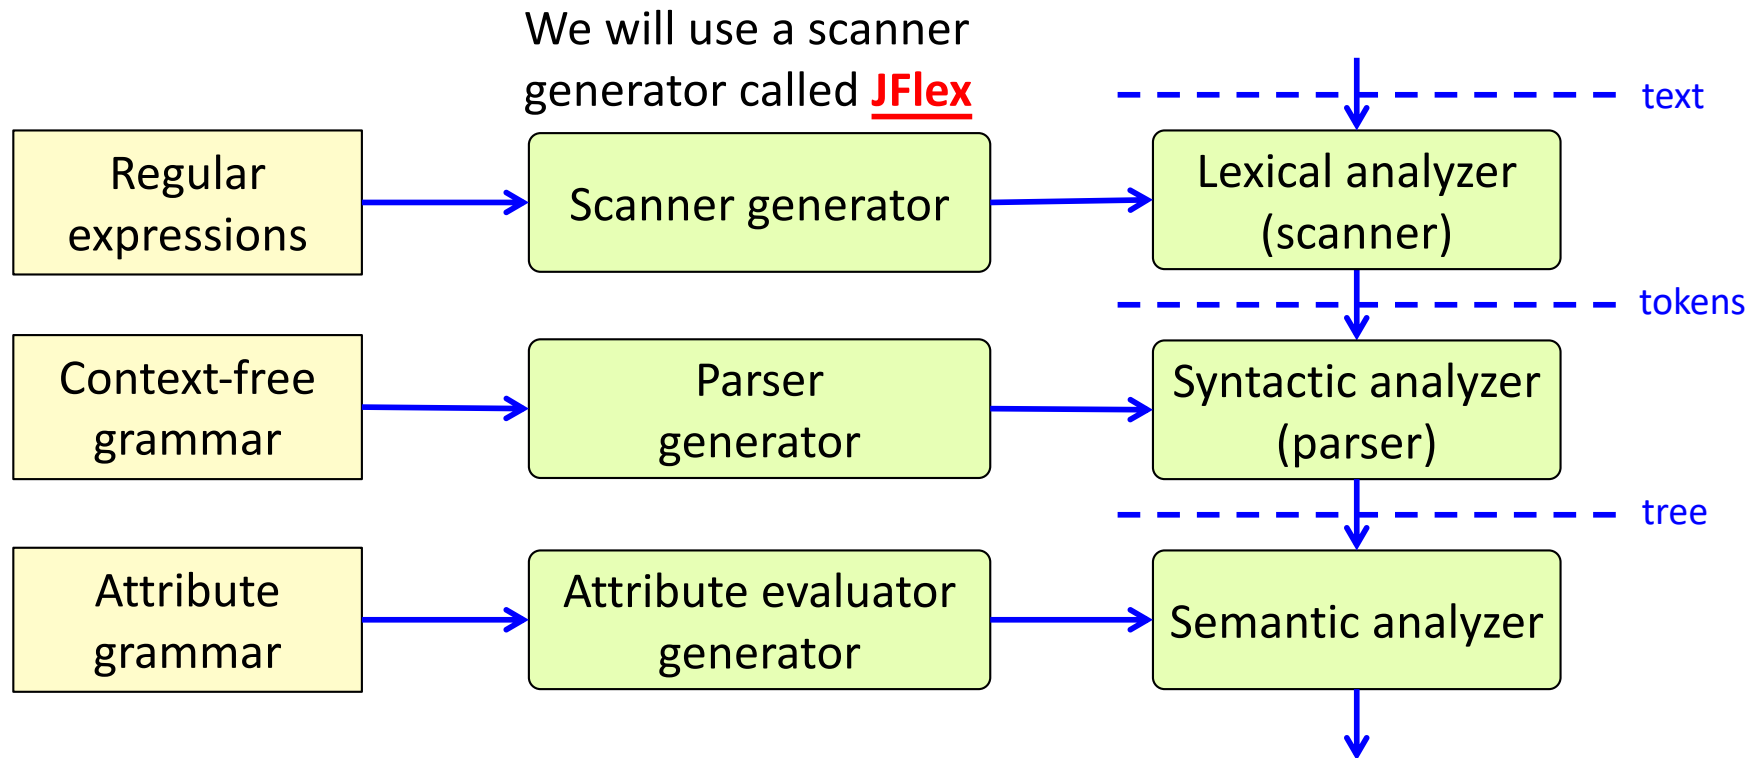 We will use a scanner
generator called JFlex
text
Regular
expressions
Scanner generator
Lexical analyzer
(scanner)
tokens
Context-free
grammar
Parser
generator
Syntactic analyzer
(parser)
tree
Attribute
grammar
Attribute evaluator
generator
Semantic analyzer